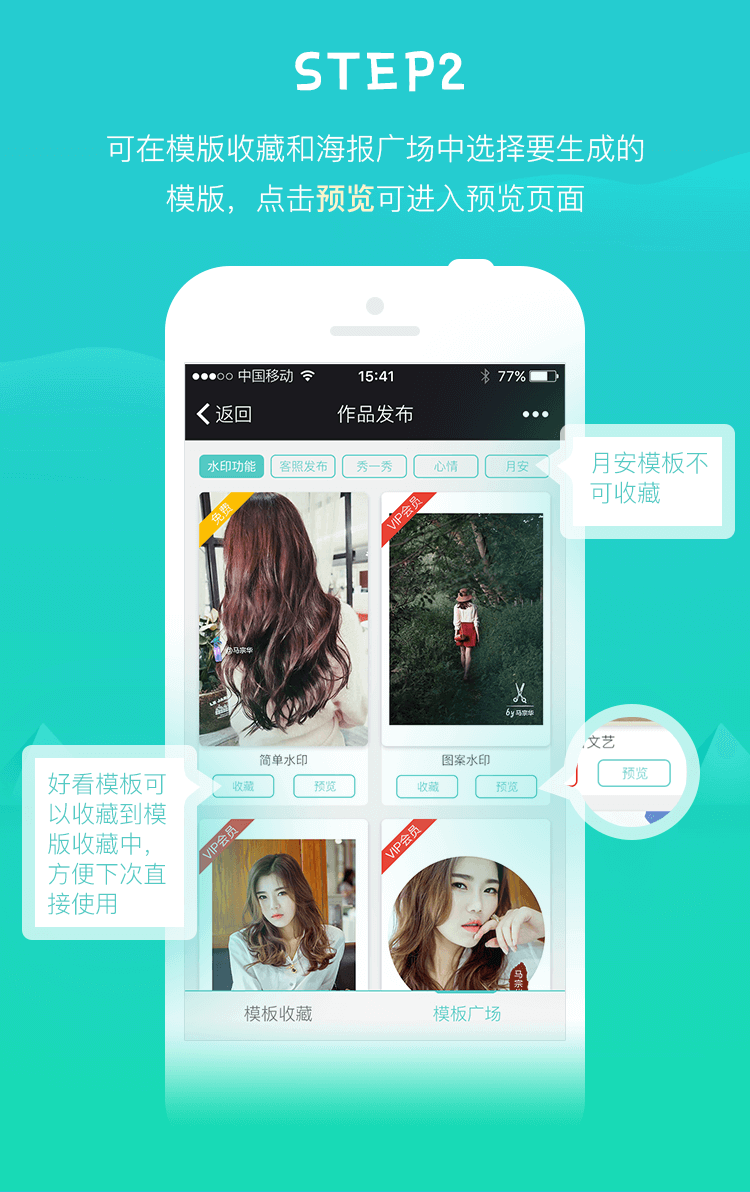 STEP2
可在模版收藏和海报广场中选择要生成的
模版，点击预览可进入预览页面
中国移动 15:41 77%
返回 作品发布
水印功能 客照发布 秀一秀 心情 月安
月安模板不
可收藏
免费 VIP会员
@马宗华
by 马宗华
简单水印 图案水印
收藏 预览 收藏 预览
文艺
预览
好看模板可
以收藏到模
版收藏中，
方便下次直
接使用
VIP会员 VIP会员
马宗
模板收藏 模板广场